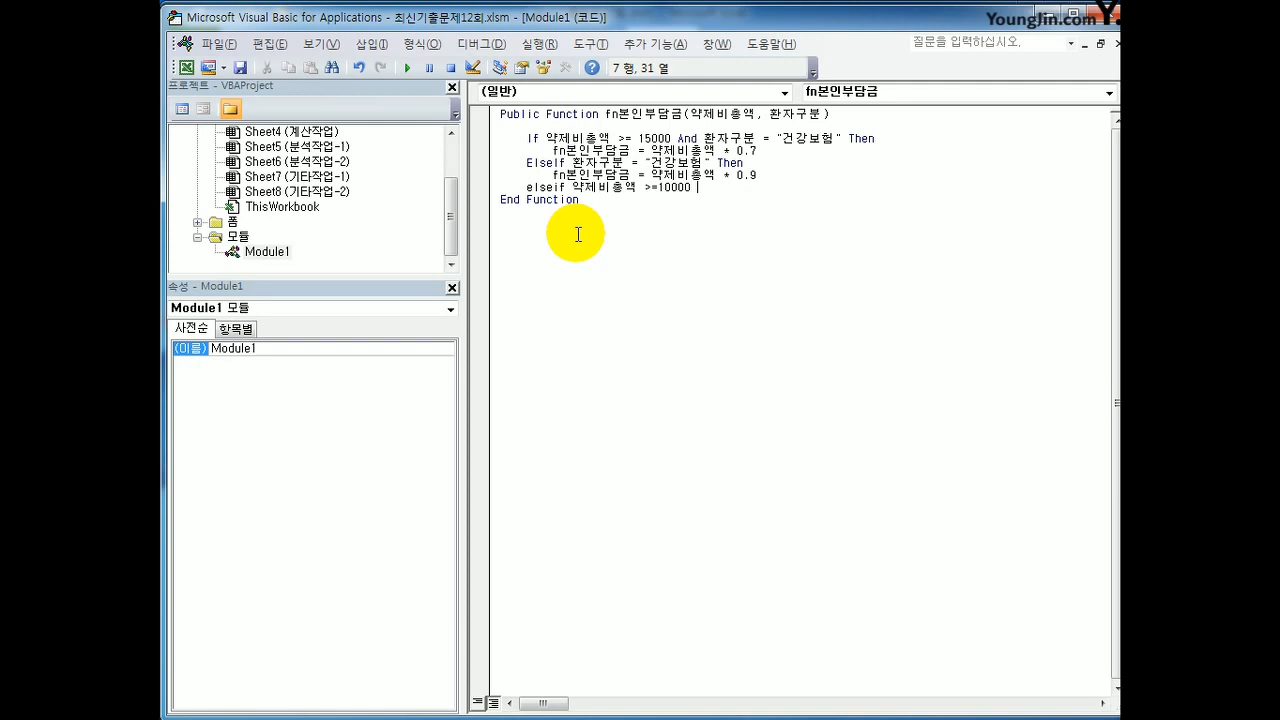 Microsoft Visual Basic for Applications - 최신기출문제12회.xlsm - [Module1 (코드)]
YoungJin.com Y.
파일(F) 편집(E) 보기(V) 삽입(I) 형식(O) 디버그(D) 실행(R) 도구(T) 추가 기능(A) 창(W) 도움말(H) 질문을 입력하십시오.
7 행, 31 열
프로젝트 - VBAProject
(일반) fn본인부담금
Sheet4 (계산작업)
Sheet5 (분석작업-1)
Sheet6 (분석작업-2)
Sheet7 (기타작업-1)
Sheet8 (기타작업-2)
ThisWorkbook
폼
모듈
Module1
속성 - Module1
Module1 모듈
사전순 항목별
(이름) Module1
Public Function fn본인부담금(약제비총액, 환자구분)
If 약제비총액 >= 15000 And 환자구분 = "건강보험" Then
fn본인부담금 = 약제비총액 * 0.7
ElseIf 환자구분 = "건강보험" Then
fn본인부담금 = 약제비총액 * 0.9
elseif 약제비총액 >=10000
End Function